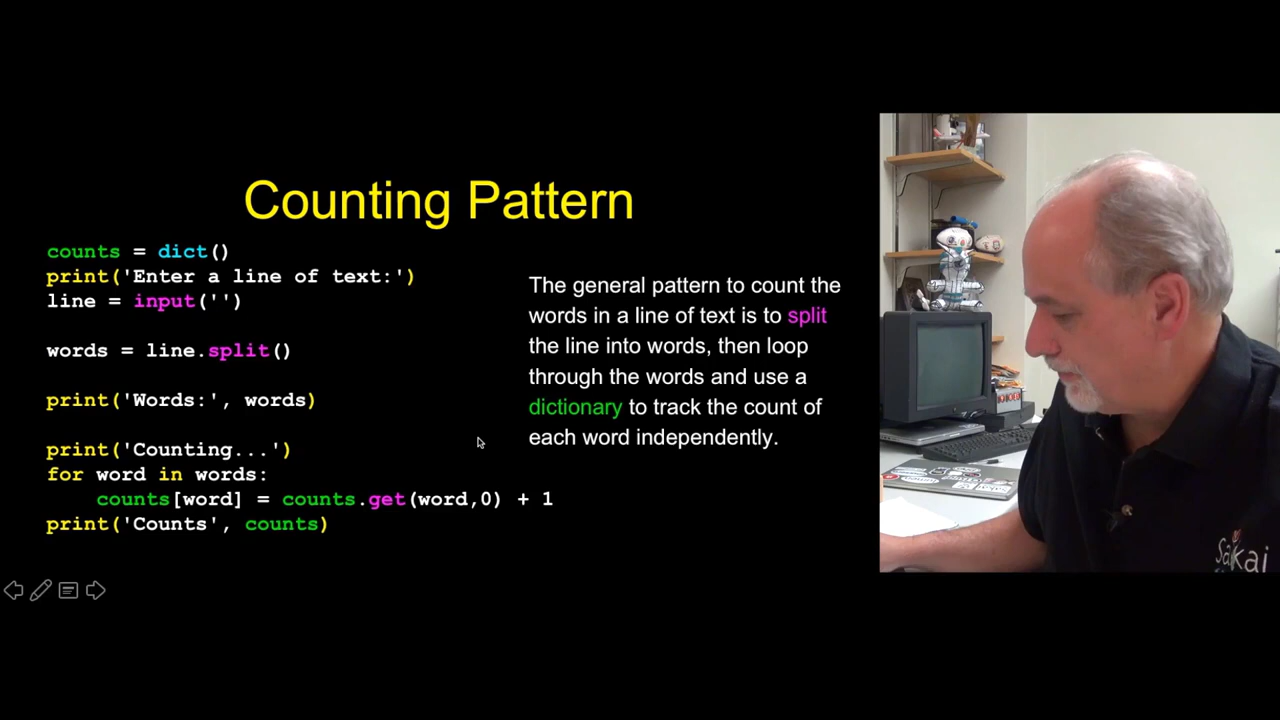 Counting Pattern
counts = dict()
print('Enter a line of text:')
line = input('')
words = line.split()
print('Words:', words)
print('Counting...')
for word in words:
    counts[word] = counts.get(word,0) + 1
print('Counts', counts)
The general pattern to count the
words in a line of text is to split
the line into words, then loop
through the words and use a
dictionary to track the count of
each word independently.
Sakai